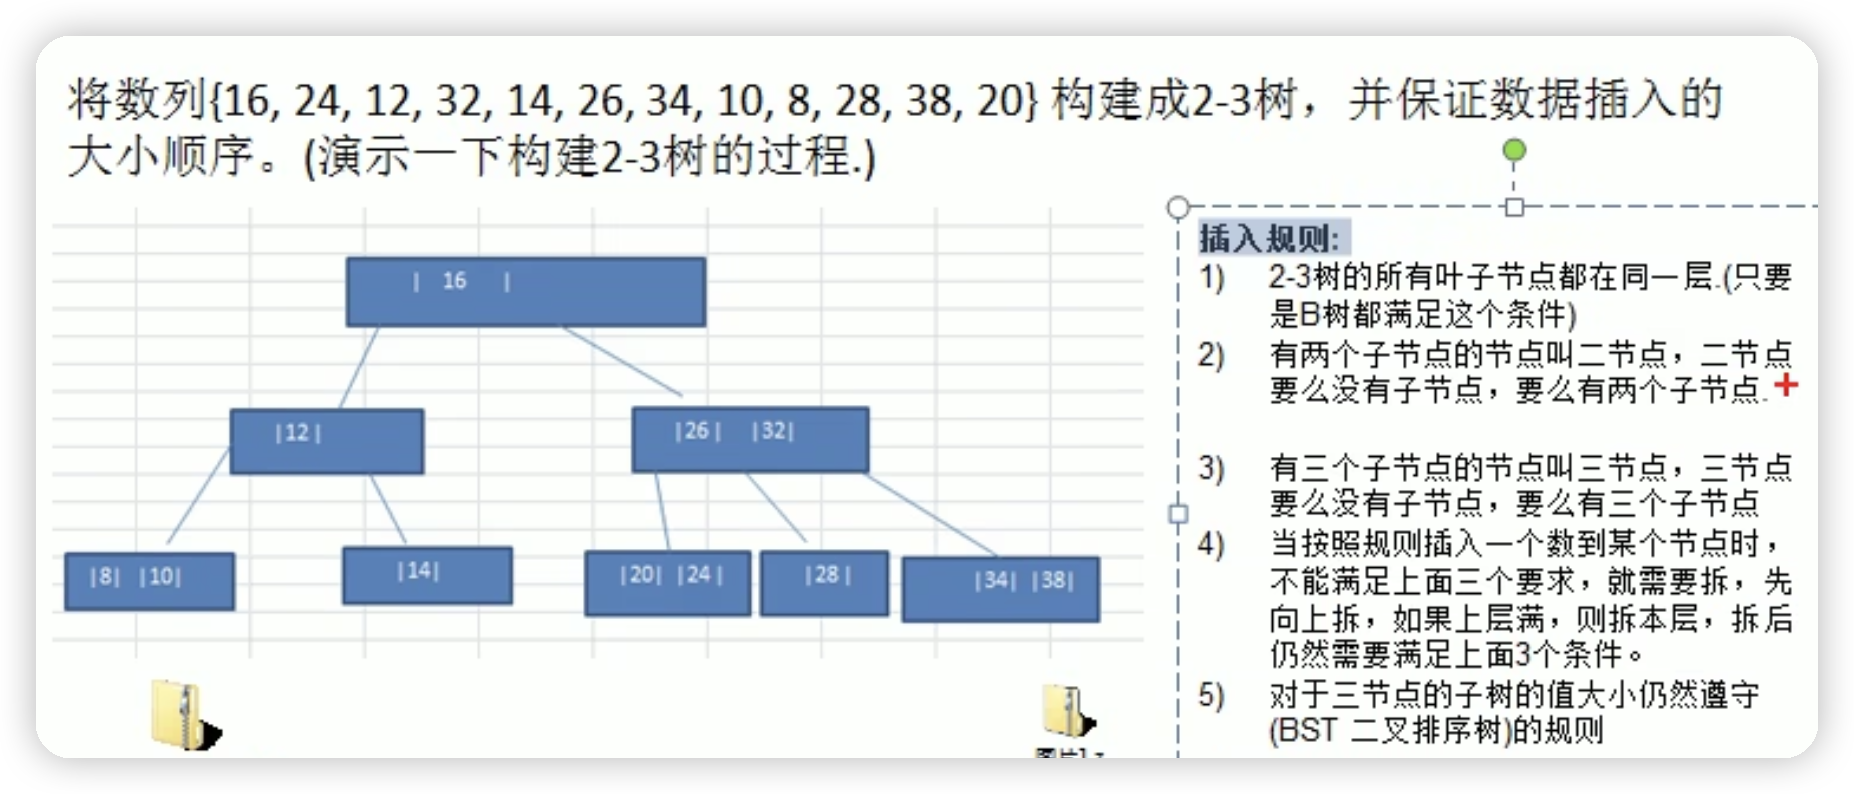 将数列{16, 24, 12, 32, 14, 26, 34, 10, 8, 28, 38, 20} 构建成2-3树，并保证数据插入的
大小顺序。(演示一下构建2-3树的过程.)
| 16 |
|12|
|26| |32|
|8| |10|
|14|
|20| |24|
|28|
|34| |38|
插入规则:
1) 2-3树的所有叶子节点都在同一层.(只要
是B树都满足这个条件)
2) 有两个子节点的节点叫二节点，二节点
要么没有子节点，要么有两个子节点.
3) 有三个子节点的节点叫三节点，三节点
要么没有子节点，要么有三个子节点
4) 当按照规则插入一个数到某个节点时，
不能满足上面三个要求，就需要拆，先
向上拆，如果上层满，则拆本层，拆后
仍然需要满足上面3个条件。
5) 对于三节点的子树的值大小仍然遵守
(BST 二叉排序树)的规则